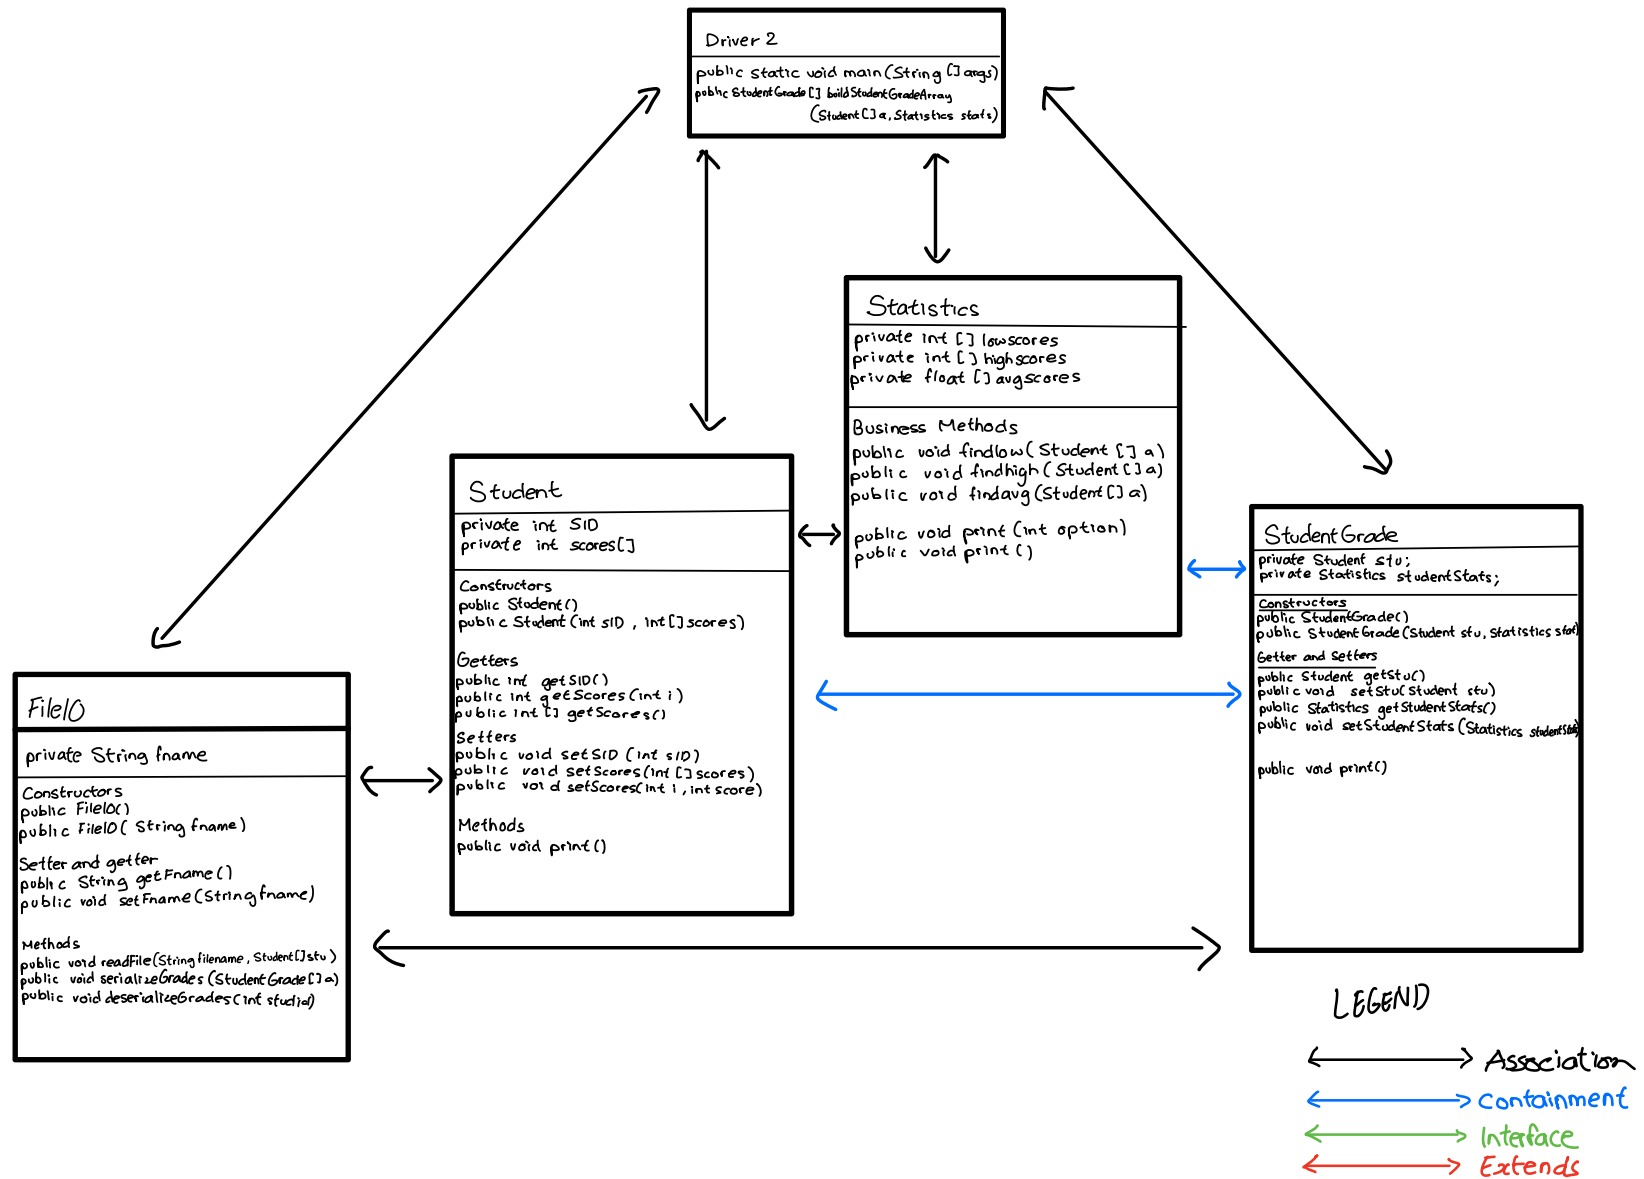 Driver 2
public static void main(String [] args)
public StudentGrade[] buildStudentGradeArray
(Student[] a, Statistics stats)
Statistics
private int [] lowscores
private int [] highscores
private float [] avgscores
Business Methods
public void findlow(Student [] a)
public void findhigh(Student[] a)
public void findavg(Student[] a)
public void print(int option)
public void print()
Student
private int SID
private int scores[]
Constructors
public Student()
public Student(int SID, int[] scores)
Getters
public int getSID()
public int getScores(int i)
public int [] getScores()
Setters
public void setSID (int SID)
public void setScores(int[] scores)
public void setScores(int i, int score)
Methods
public void print()
StudentGrade
private Student stu;
private Statistics studentStats;
Constructors
public StudentGrade()
public StudentGrade(Student stu, Statistics stat)
Getter and Setters
public Student getStu()
public void setStu(Student stu)
public Statistics getStudentStats()
public void setStudentStats(Statistics studentStats)
public void print()
FileIO
private String fname
Constructors
public FileIO()
public FileIO(String fname)
Setter and getter
public String getFname()
public void setFname(String fname)
Methods
public void readFile(String filename, Student[] stu)
public void serializeGrades(StudentGrade[] a)
public void deserializeGrades(int studid)
LEGEND
Association
Containment
Interface
Extends